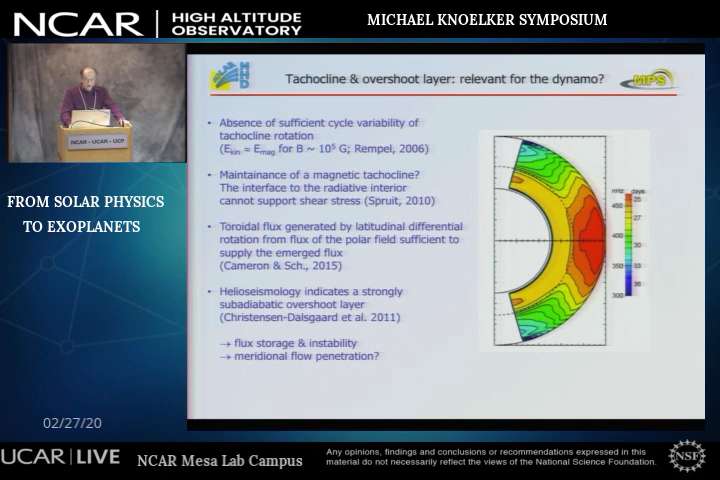 NCAR | HIGH ALTITUDE OBSERVATORY
MICHAEL KNOELKER SYMPOSIUM
MHD
Tachocline & overshoot layer: relevant for the dynamo?
MPS
NCAR • UCAR • UCP
FROM SOLAR PHYSICS
TO EXOPLANETS
• Absence of sufficient cycle variability of
tachocline rotation
(Ekin ≈ Emag for B ~ 10⁵ G; Rempel, 2006)
• Maintainance of a magnetic tachocline?
The interface to the radiative interior
cannot support shear stress (Spruit, 2010)
• Toroidal flux generated by latitudinal differential
rotation from flux of the polar field sufficient to
supply the emerged flux
(Cameron & Sch., 2015)
• Helioseismology indicates a strongly
subadiabatic overshoot layer
(Christensen-Dalsgaard et al. 2011)
→ flux storage & instability
→ meridional flow penetration?
nHz days
25
450 27
400 30
350 33
36
300
02/27/20
UCAR | LIVE
NCAR Mesa Lab Campus
Any opinions, findings and conclusions or recommendations expressed in this
material do not necessarily reflect the views of the National Science Foundation.
NSF